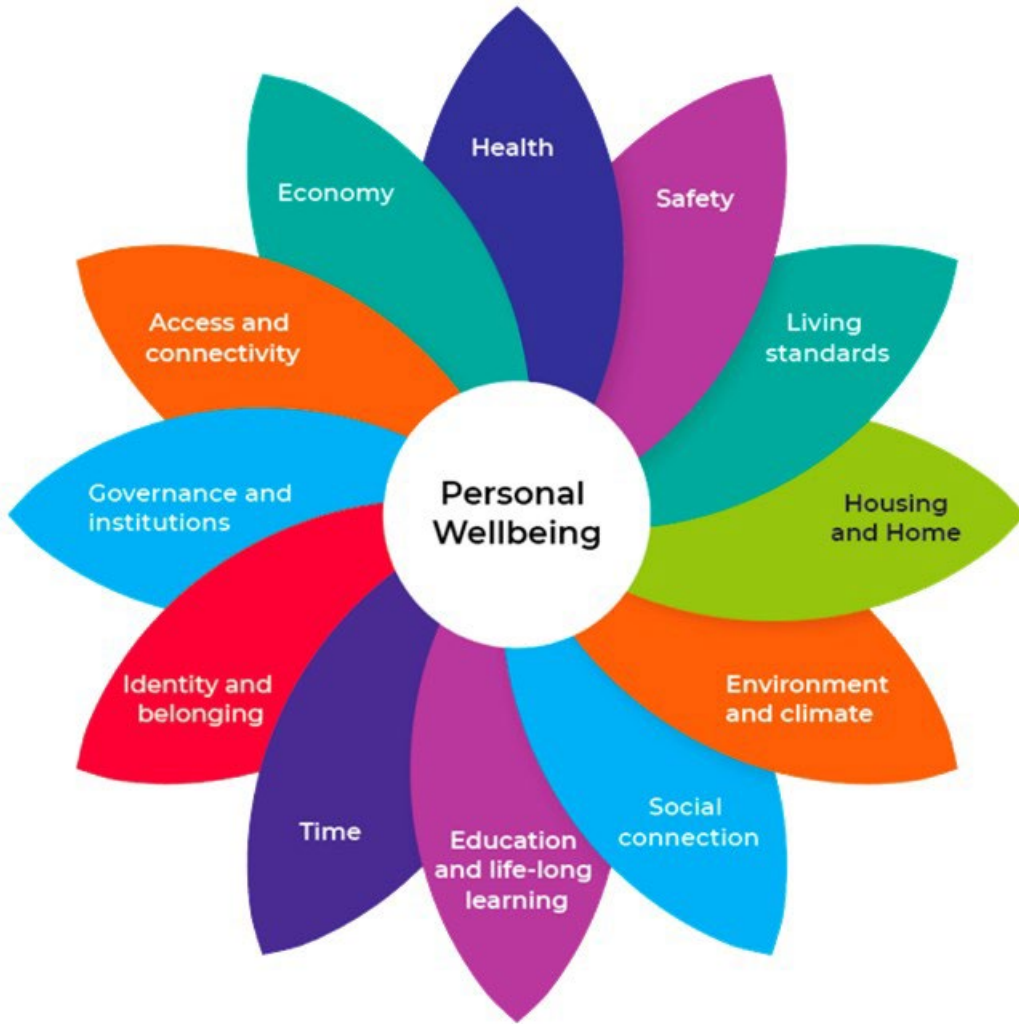 Health
Safety
Living
standards
Housing
and Home
Environment
and climate
Social
connection
Education
and life-long
learning
Time
Identity and
belonging
Governance and
institutions
Access and
connectivity
Economy
Personal
Wellbeing